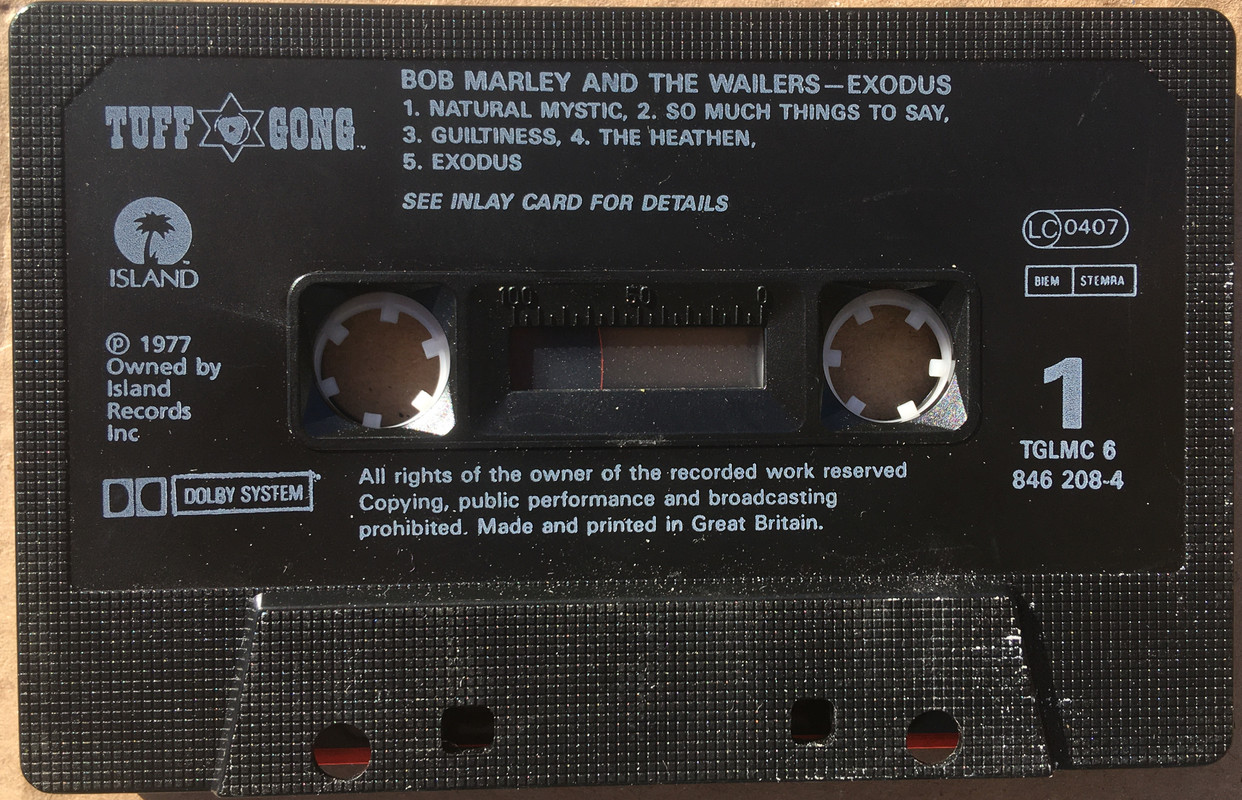 BOB MARLEY AND THE WAILERS—EXODUS
1. NATURAL MYSTIC, 2. SO MUCH THINGS TO SAY,
3. GUILTINESS, 4. THE HEATHEN,
5. EXODUS
SEE INLAY CARD FOR DETAILS
TUFF GONG
ISLAND
LC 0407
BIEM STEMRA
100 50 0
℗ 1977
Owned by
Island
Records
Inc
1
TGLMC 6
846 208-4
DOLBY SYSTEM
All rights of the owner of the recorded work reserved
Copying, public performance and broadcasting
prohibited. Made and printed in Great Britain.